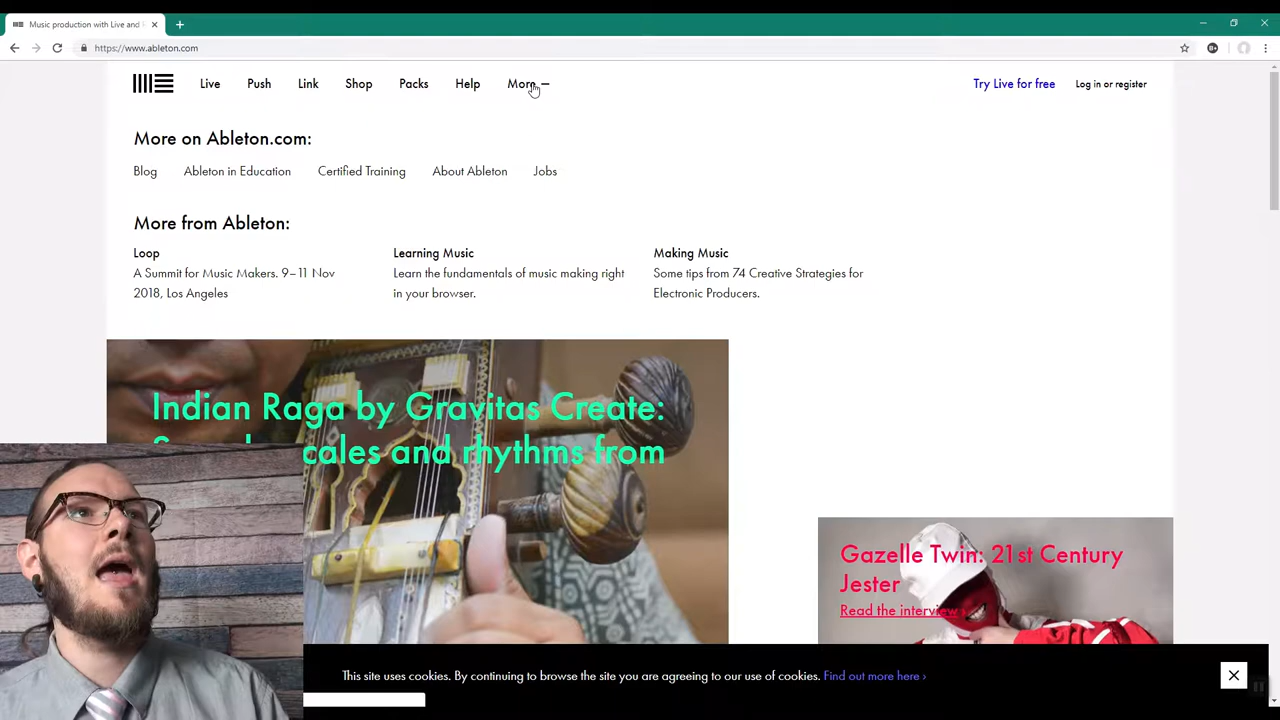 Music production with Live and
https://www.ableton.com
Live Push Link Shop Packs Help More
Try Live for free Log in or register
More on Ableton.com:
Blog Ableton in Education Certified Training About Ableton Jobs
More from Ableton:
Loop
A Summit for Music Makers. 9–11 Nov
2018, Los Angeles
Learning Music
Learn the fundamentals of music making right
in your browser.
Making Music
Some tips from 74 Creative Strategies for
Electronic Producers.
Indian Raga by Gravitas Create:
cales and rhythms from
Gazelle Twin: 21st Century
Jester
Read the interview ›
This site uses cookies. By continuing to browse the site you are agreeing to our use of cookies. Find out more here ›